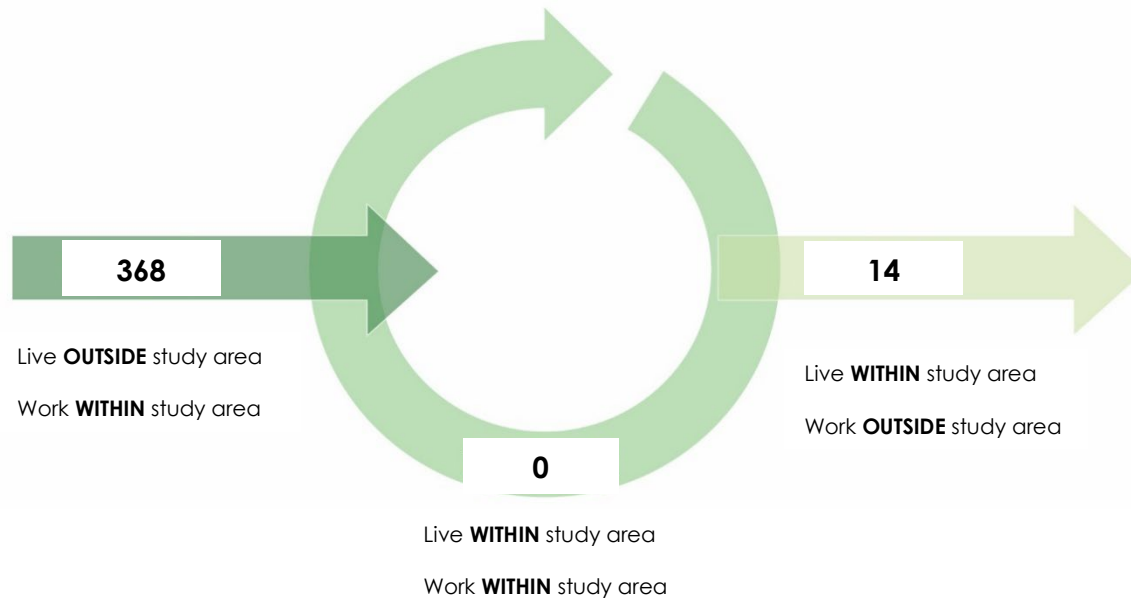 368
Live OUTSIDE study area
Work WITHIN study area
14
Live WITHIN study area
Work OUTSIDE study area
0
Live WITHIN study area
Work WITHIN study area